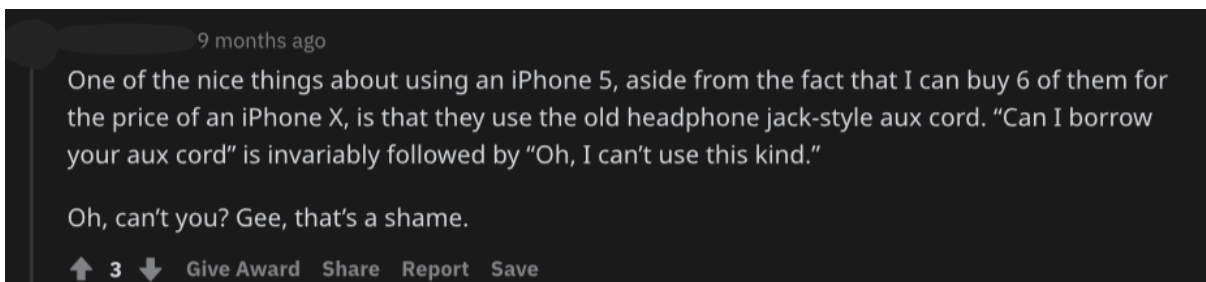 9 months ago
One of the nice things about using an iPhone 5, aside from the fact that I can buy 6 of them for
the price of an iPhone X, is that they use the old headphone jack-style aux cord. “Can I borrow
your aux cord” is invariably followed by “Oh, I can’t use this kind.”
Oh, can’t you? Gee, that’s a shame.
3 Give Award Share Report Save